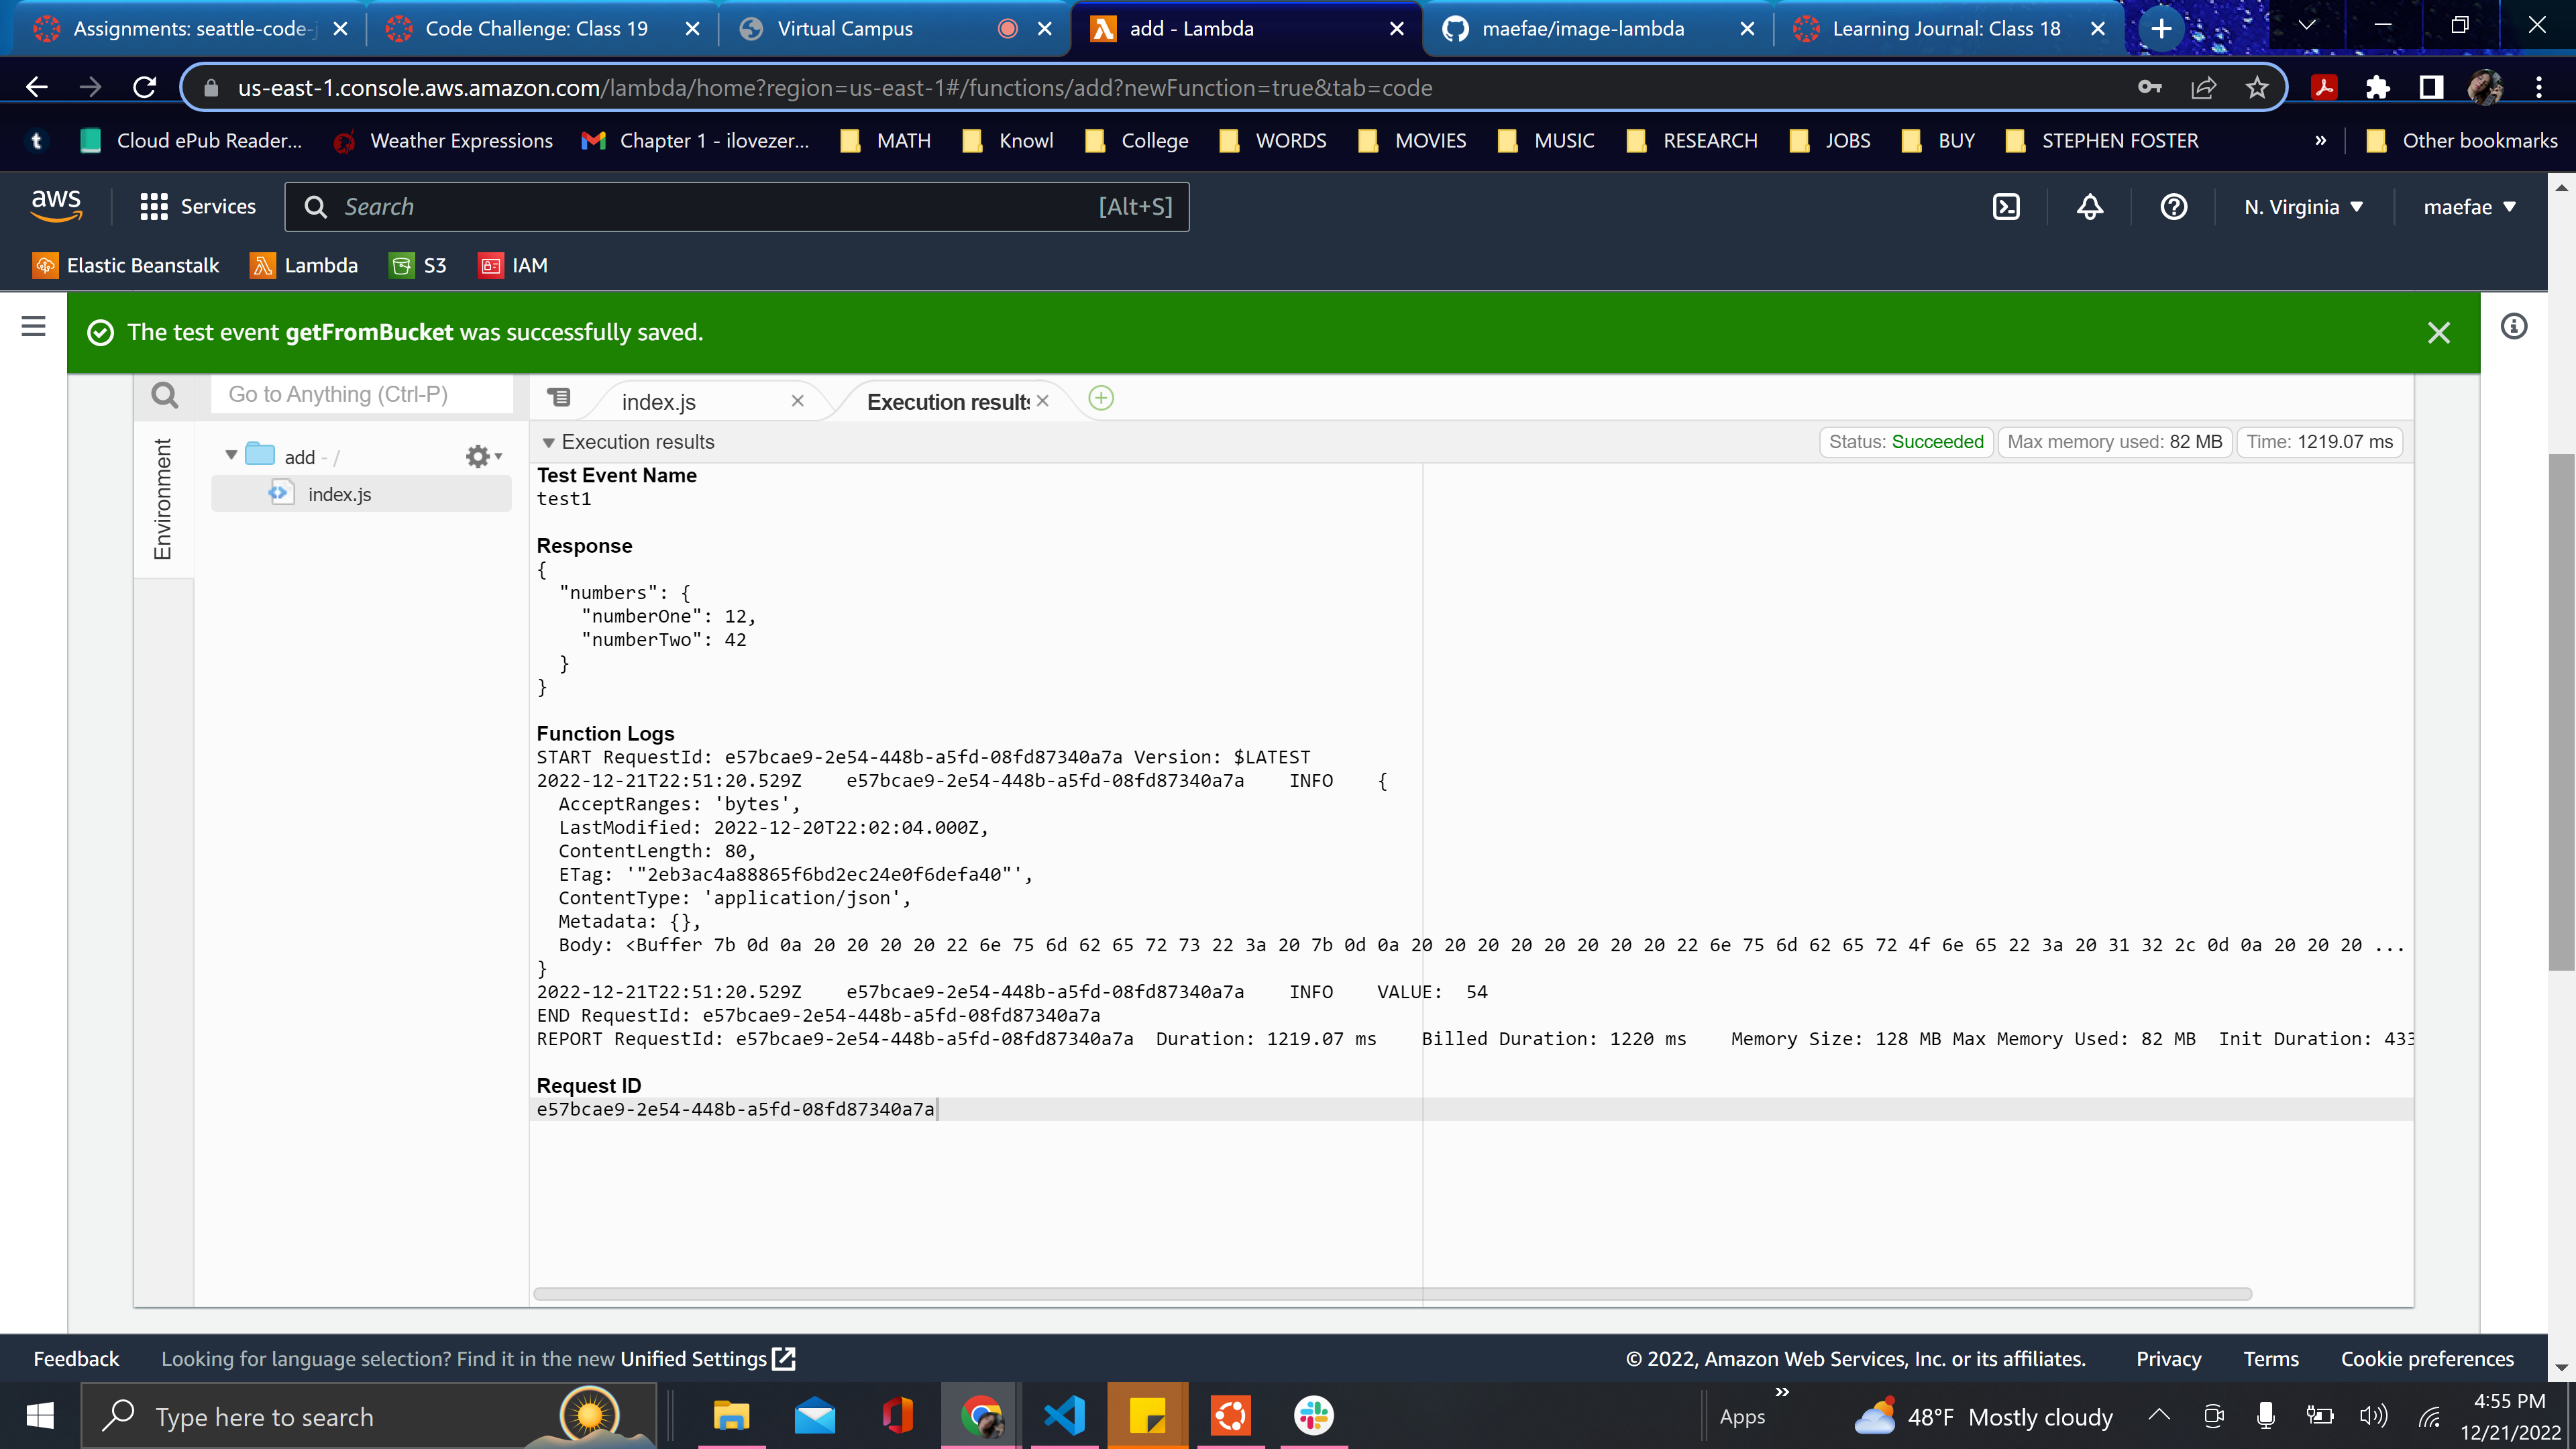 Assignments: seattle-code-j
Code Challenge: Class 19
Virtual Campus
add - Lambda
maefae/image-lambda
Learning Journal: Class 18
us-east-1.console.aws.amazon.com/lambda/home?region=us-east-1#/functions/add?newFunction=true&tab=code
t
Cloud ePub Reader...
Weather Expressions
Chapter 1 - ilovezer...
MATH
Knowl
College
WORDS
MOVIES
MUSIC
RESEARCH
JOBS
BUY
STEPHEN FOSTER
»
Other bookmarks
aws
Services
Search
[Alt+S]
N. Virginia
maefae
Elastic Beanstalk
Lambda
S3
IAM
The test event getFromBucket was successfully saved.
Go to Anything (Ctrl-P)
index.js
Execution results
Environment
add - /
index.js
Execution results
Status: Succeeded
Max memory used: 82 MB
Time: 1219.07 ms
Test Event Name
test1
Response
{
"numbers": {
"numberOne": 12,
"numberTwo": 42
}
}
Function Logs
START RequestId: e57bcae9-2e54-448b-a5fd-08fd87340a7a Version: $LATEST
2022-12-21T22:51:20.529Z e57bcae9-2e54-448b-a5fd-08fd87340a7a INFO {
AcceptRanges: 'bytes',
LastModified: 2022-12-20T22:02:04.000Z,
ContentLength: 80,
ETag: '"2eb3ac4a88865f6bd2ec24e0f6defa40"',
ContentType: 'application/json',
Metadata: {},
Body: <Buffer 7b 0d 0a 20 20 20 20 22 6e 75 6d 62 65 72 73 22 3a 20 7b 0d 0a 20 20 20 20 20 20 20 20 22 6e 75 6d 62 65 72 4f 6e 65 22 3a 20 31 32 2c 0d 0a 20 20 20 ...
}
2022-12-21T22:51:20.529Z e57bcae9-2e54-448b-a5fd-08fd87340a7a INFO VALUE: 54
END RequestId: e57bcae9-2e54-448b-a5fd-08fd87340a7a
REPORT RequestId: e57bcae9-2e54-448b-a5fd-08fd87340a7a Duration: 1219.07 ms Billed Duration: 1220 ms Memory Size: 128 MB Max Memory Used: 82 MB Init Duration: 433
Request ID
e57bcae9-2e54-448b-a5fd-08fd87340a7a
Feedback
Looking for language selection? Find it in the new Unified Settings
© 2022, Amazon Web Services, Inc. or its affiliates.
Privacy
Terms
Cookie preferences
Type here to search
Apps
»
48°F Mostly cloudy
4:55 PM
12/21/2022